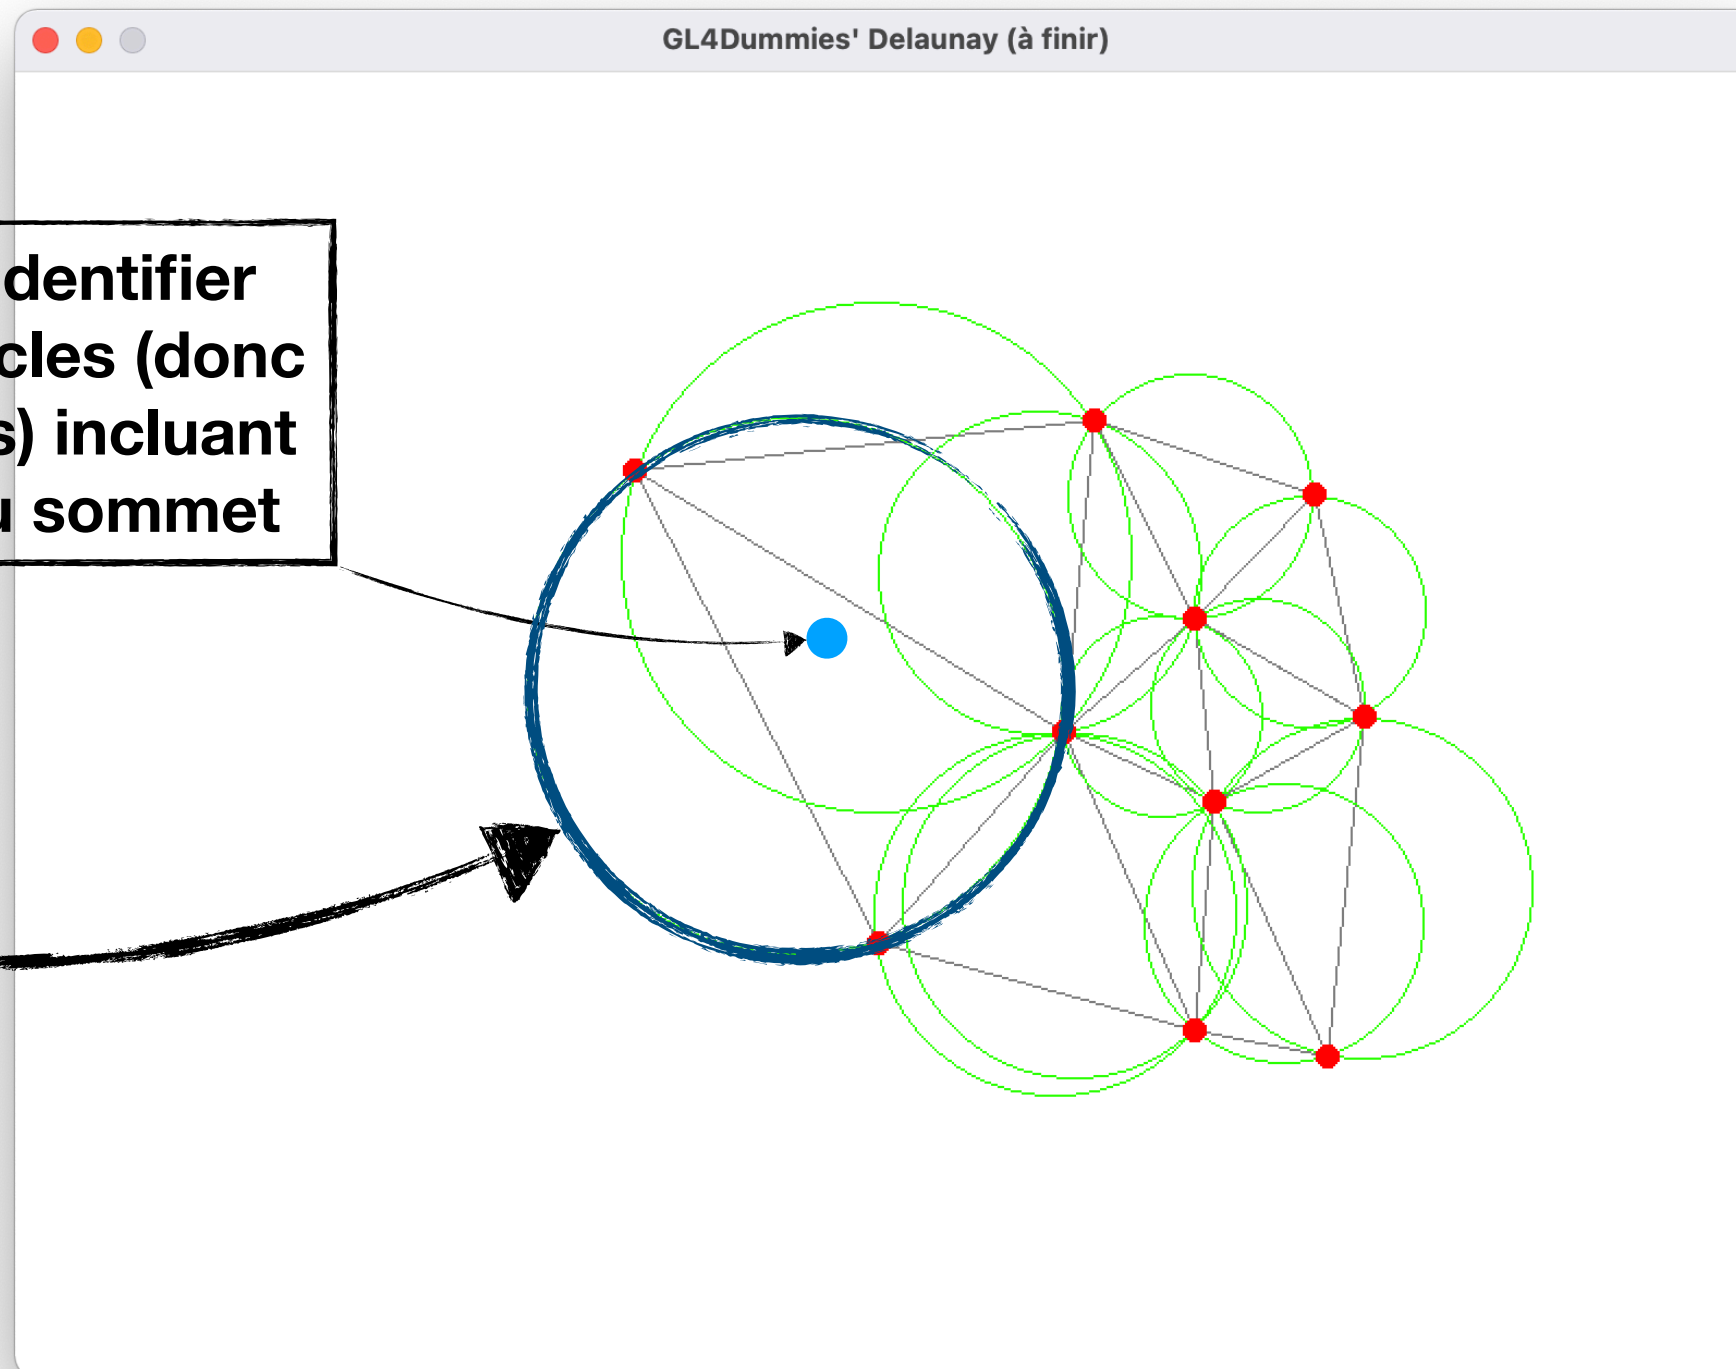 GL4Dummies' Delaunay (à finir)
dentifier
cles (donc
s) incluant
u sommet